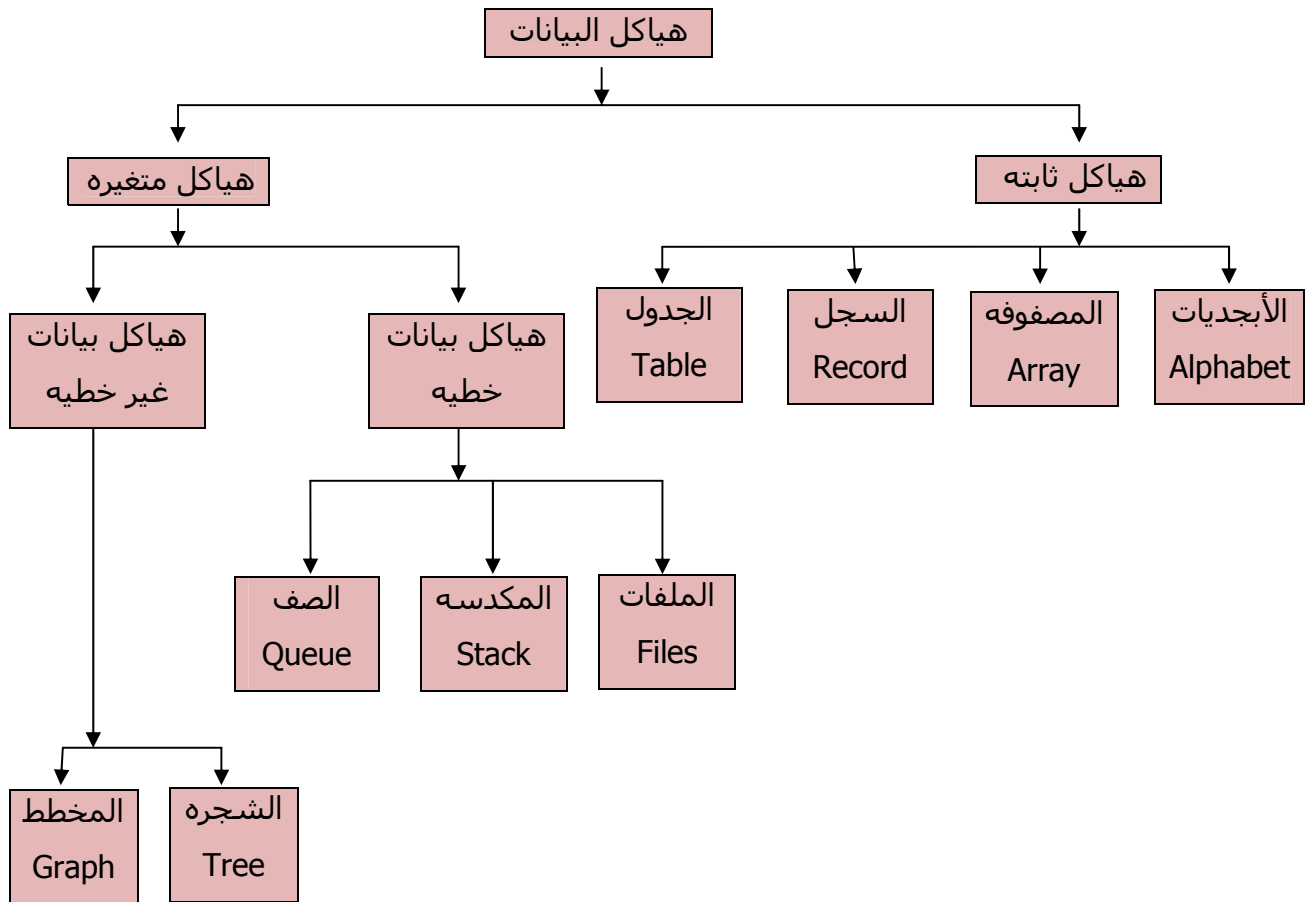 هياكل البيانات
هياكل ثابته
هياكل متغيره
الأبجديات
Alphabet
المصفوفه
Array
السجل
Record
الجدول
Table
هياكل بيانات
خطيه
هياكل بيانات
غير خطيه
الملفات
Files
المكدسه
Stack
الصف
Queue
الشجره
Tree
المخطط
Graph